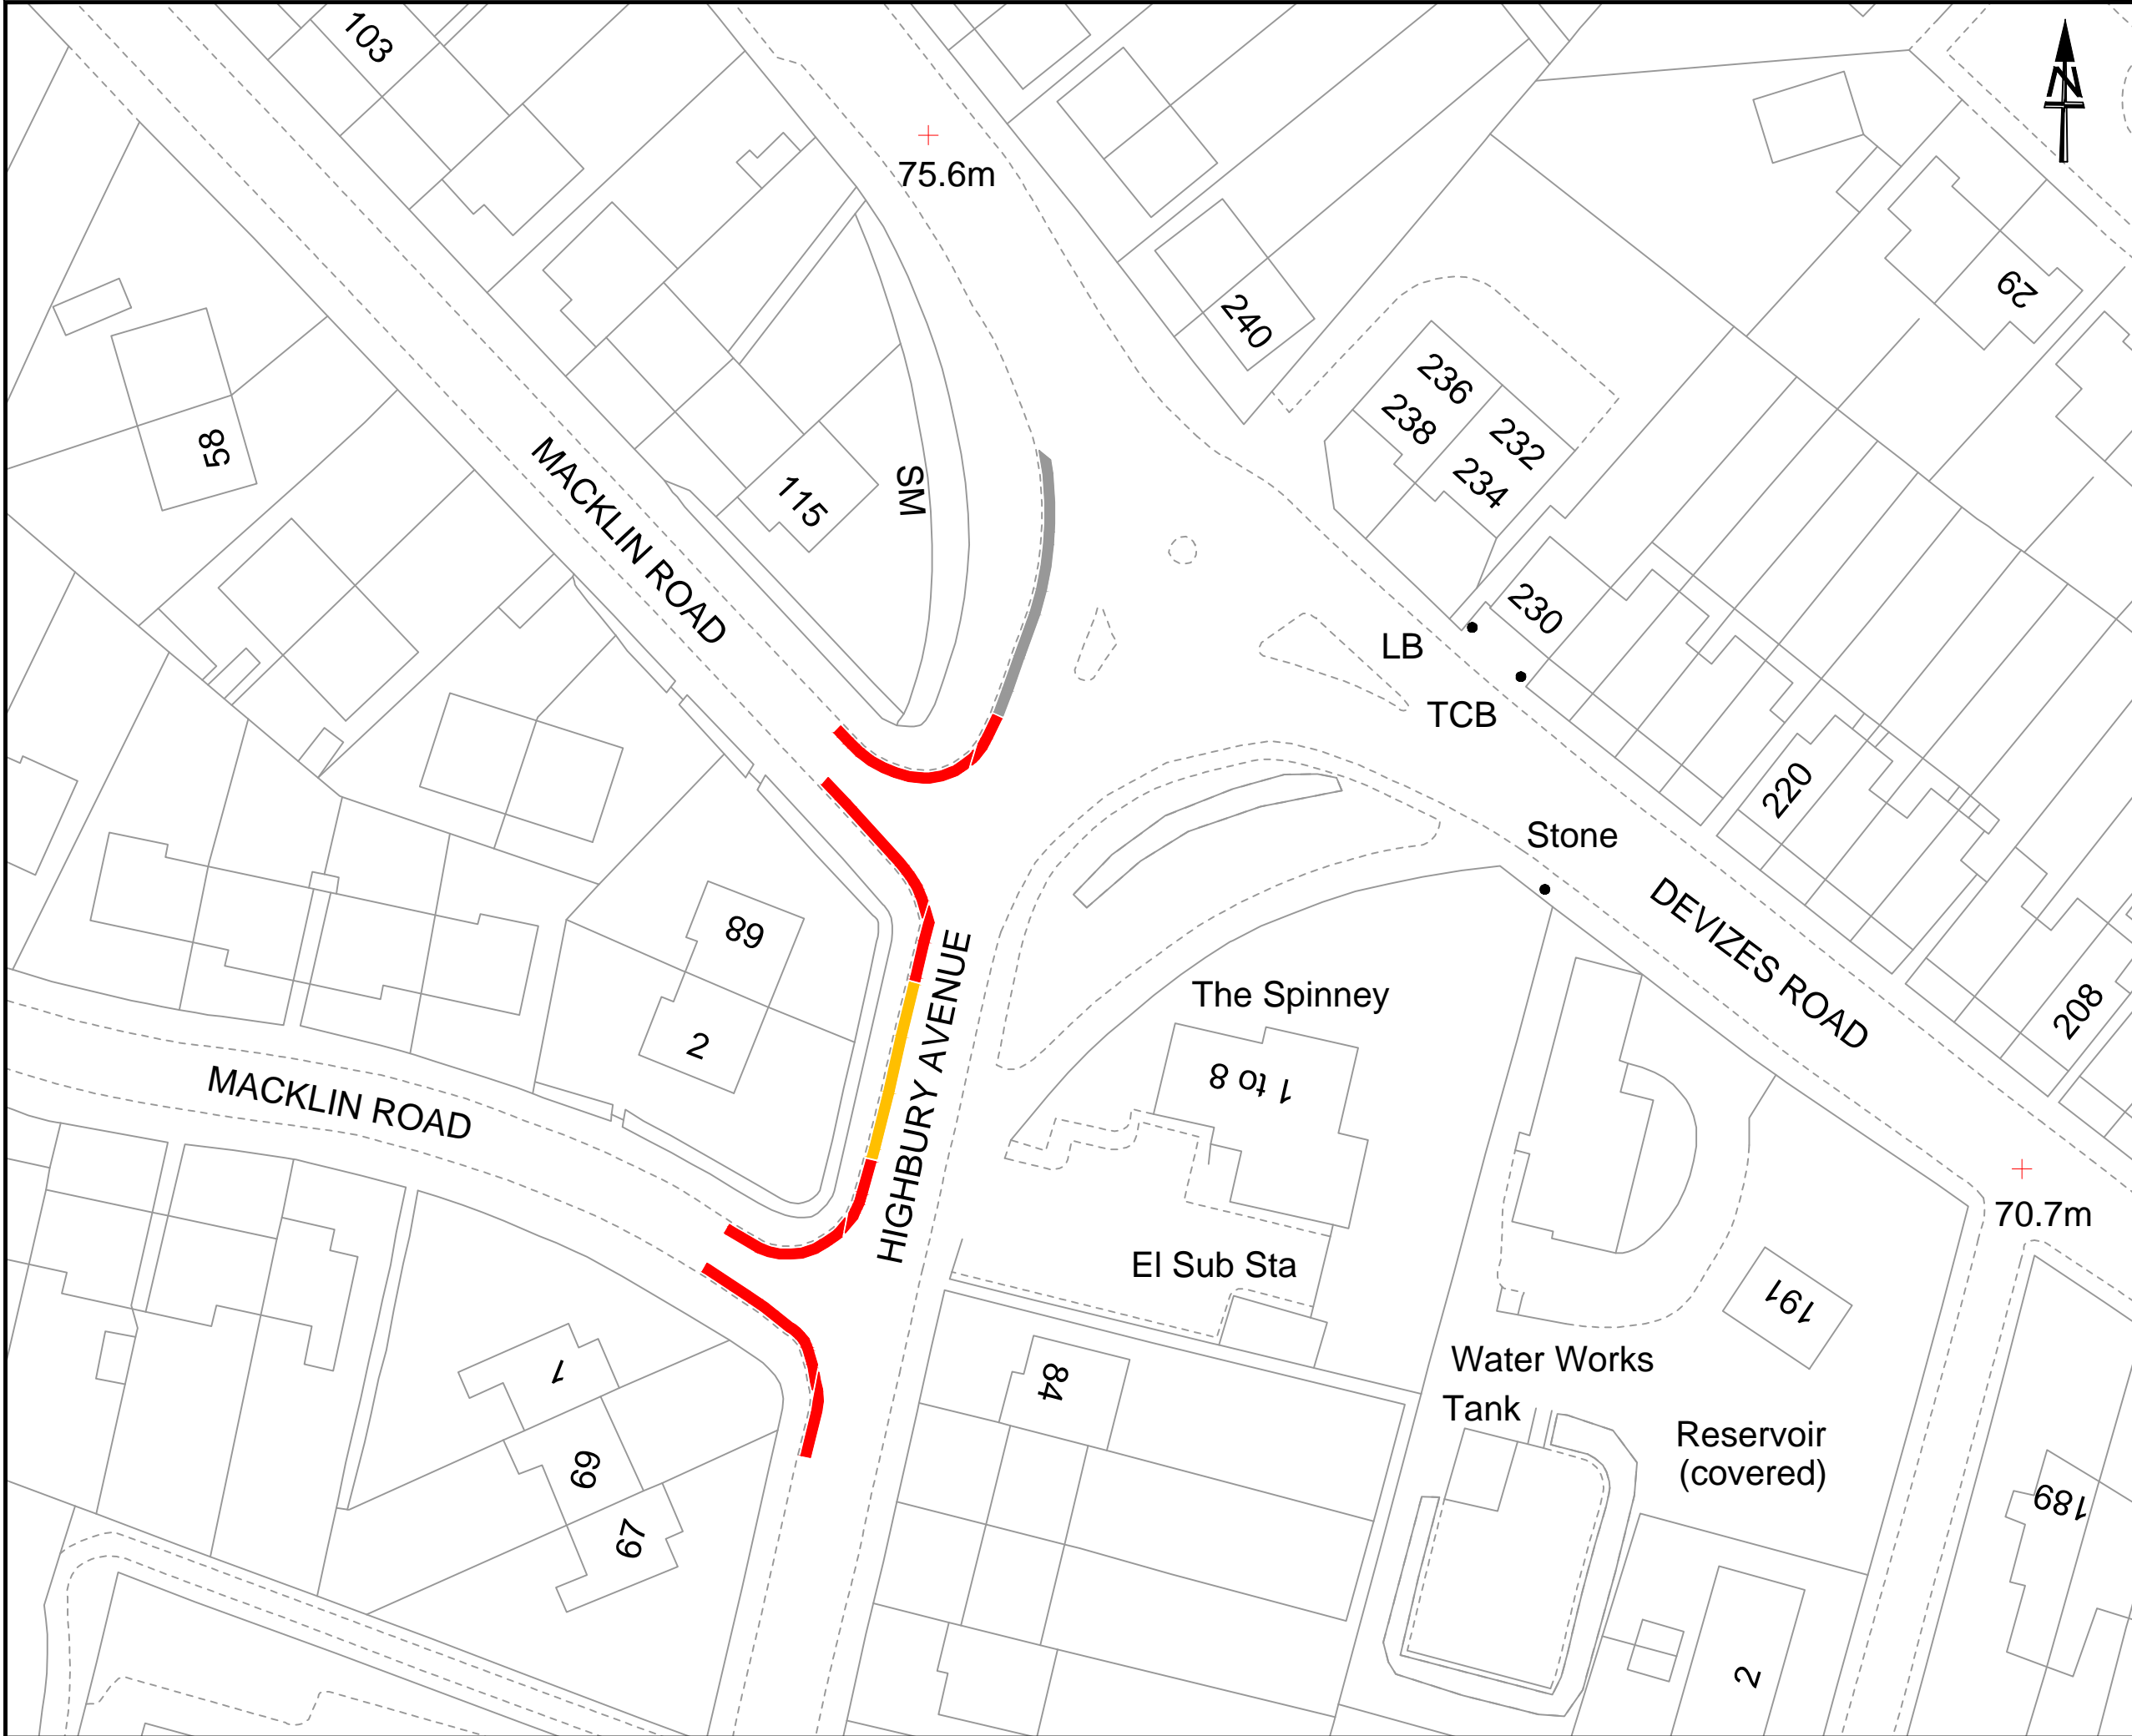 103
N
75.6m
29
240
236
238
232
234
58
MACKLIN ROAD
115
SM
230
LB
TCB
220
Stone
DEVIZES ROAD
89
HIGHBURY AVENUE
The Spinney
208
2
1 to 8
MACKLIN ROAD
70.7m
El Sub Sta
191
1
84
Water Works
Tank
Reservoir
(covered)
69
189
67
2